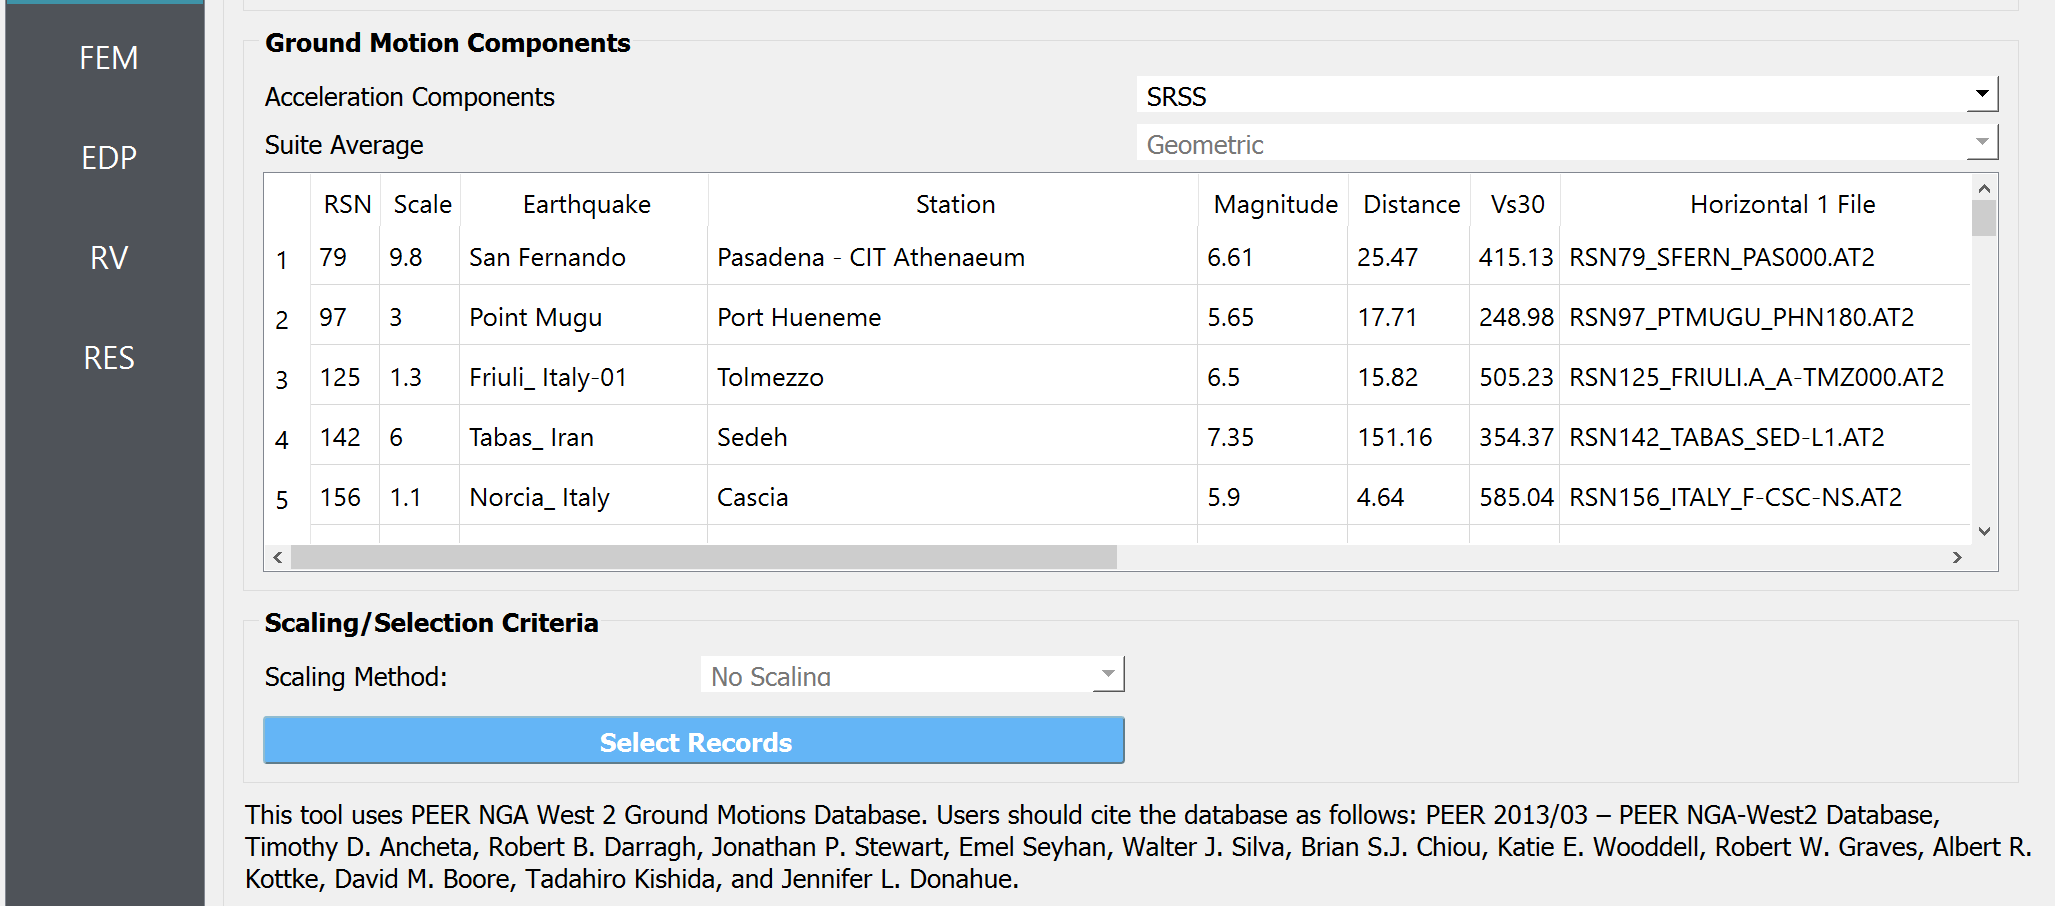 FEM
EDP
RV
RES
Ground Motion Components
Acceleration Components SRSS
Suite Average Geometric
RSN Scale Earthquake Station Magnitude Distance Vs30 Horizontal 1 File
1 79 9.8 San Fernando Pasadena - CIT Athenaeum 6.61 25.47 415.13 RSN79_SFERN_PAS000.AT2
2 97 3 Point Mugu Port Hueneme 5.65 17.71 248.98 RSN97_PTMUGU_PHN180.AT2
3 125 1.3 Friuli_ Italy-01 Tolmezzo 6.5 15.82 505.23 RSN125_FRIULI.A_A-TMZ000.AT2
4 142 6 Tabas_ Iran Sedeh 7.35 151.16 354.37 RSN142_TABAS_SED-L1.AT2
5 156 1.1 Norcia_ Italy Cascia 5.9 4.64 585.04 RSN156_ITALY_F-CSC-NS.AT2
Scaling/Selection Criteria
Scaling Method: No Scaling
Select Records
This tool uses PEER NGA West 2 Ground Motions Database. Users should cite the database as follows: PEER 2013/03 – PEER NGA-West2 Database,
Timothy D. Ancheta, Robert B. Darragh, Jonathan P. Stewart, Emel Seyhan, Walter J. Silva, Brian S.J. Chiou, Katie E. Wooddell, Robert W. Graves, Albert R.
Kottke, David M. Boore, Tadahiro Kishida, and Jennifer L. Donahue.